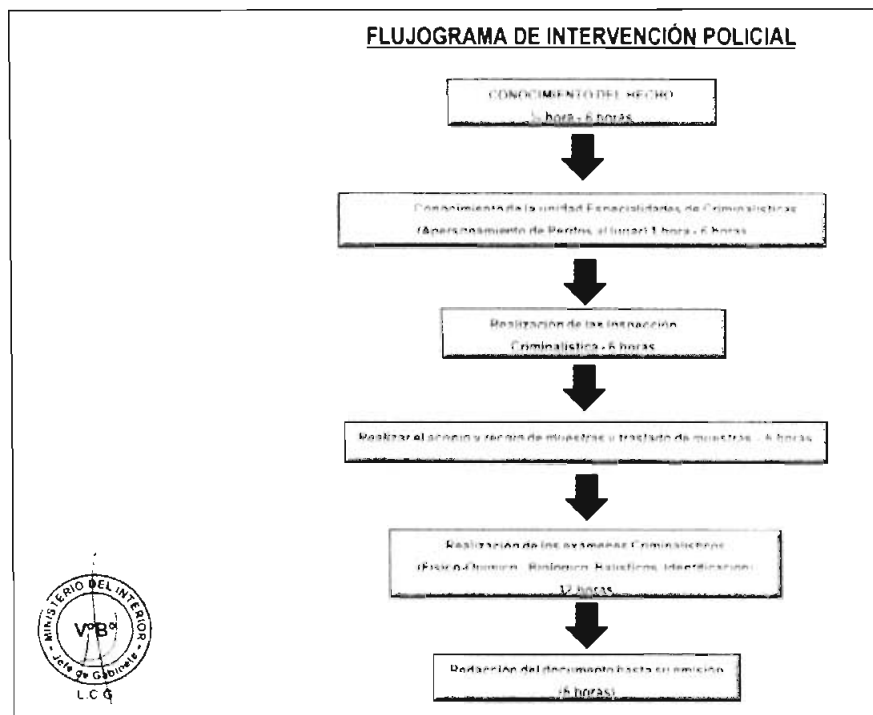 FLUJOGRAMA DE INTERVENCIÓN POLICIAL
CONOCIMIENTO DEL HECHO
½ hora - 6 horas
Conocimiento de la unidad Especialidades de Criminalísticas
(Apersonamiento de Peritos al lugar) 1 hora - 6 horas
Realización de las Inspección
Criminalística - 6 horas
Realizar el acopio y recojo de muestras y traslado de muestras - 6 horas
Realización de los exámenes Criminalísticos
(Físico-Químico - Biológico, Balísticos, Identificación)
12 horas
Redacción del documento hasta su emisión
(6 horas)
MINISTERIO DEL INTERIOR
V°B°
Jefe de Gabinete
L.C.G